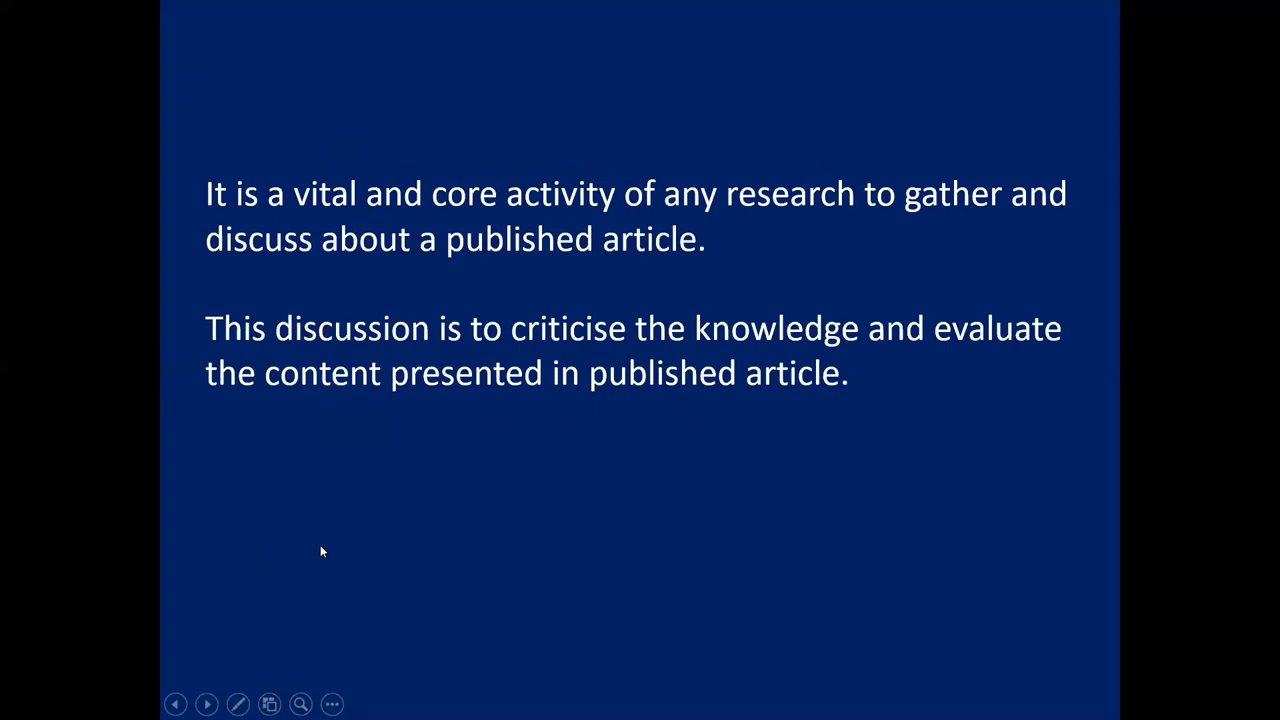 It is a vital and core activity of any research to gather and
discuss about a published article.
This discussion is to criticise the knowledge and evaluate
the content presented in published article.